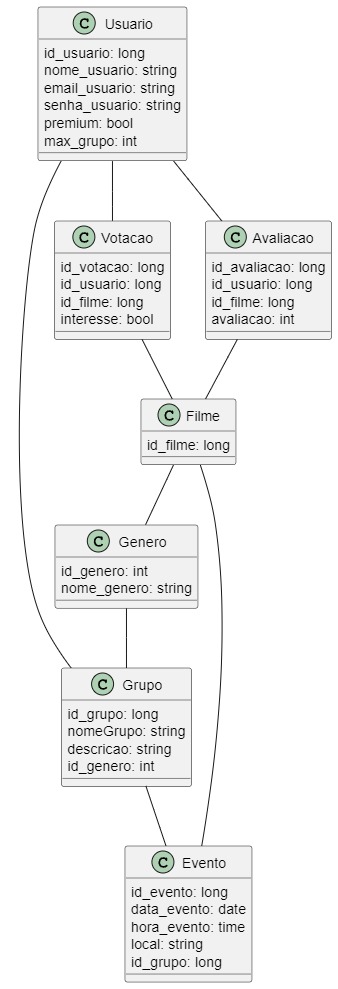 C Usuario
id_usuario: long
nome_usuario: string
email_usuario: string
senha_usuario: string
premium: bool
max_grupo: int
C Votacao
id_votacao: long
id_usuario: long
id_filme: long
interesse: bool
C Avaliacao
id_avaliacao: long
id_usuario: long
id_filme: long
avaliacao: int
C Filme
id_filme: long
C Genero
id_genero: int
nome_genero: string
C Grupo
id_grupo: long
nomeGrupo: string
descricao: string
id_genero: int
C Evento
id_evento: long
data_evento: date
hora_evento: time
local: string
id_grupo: long